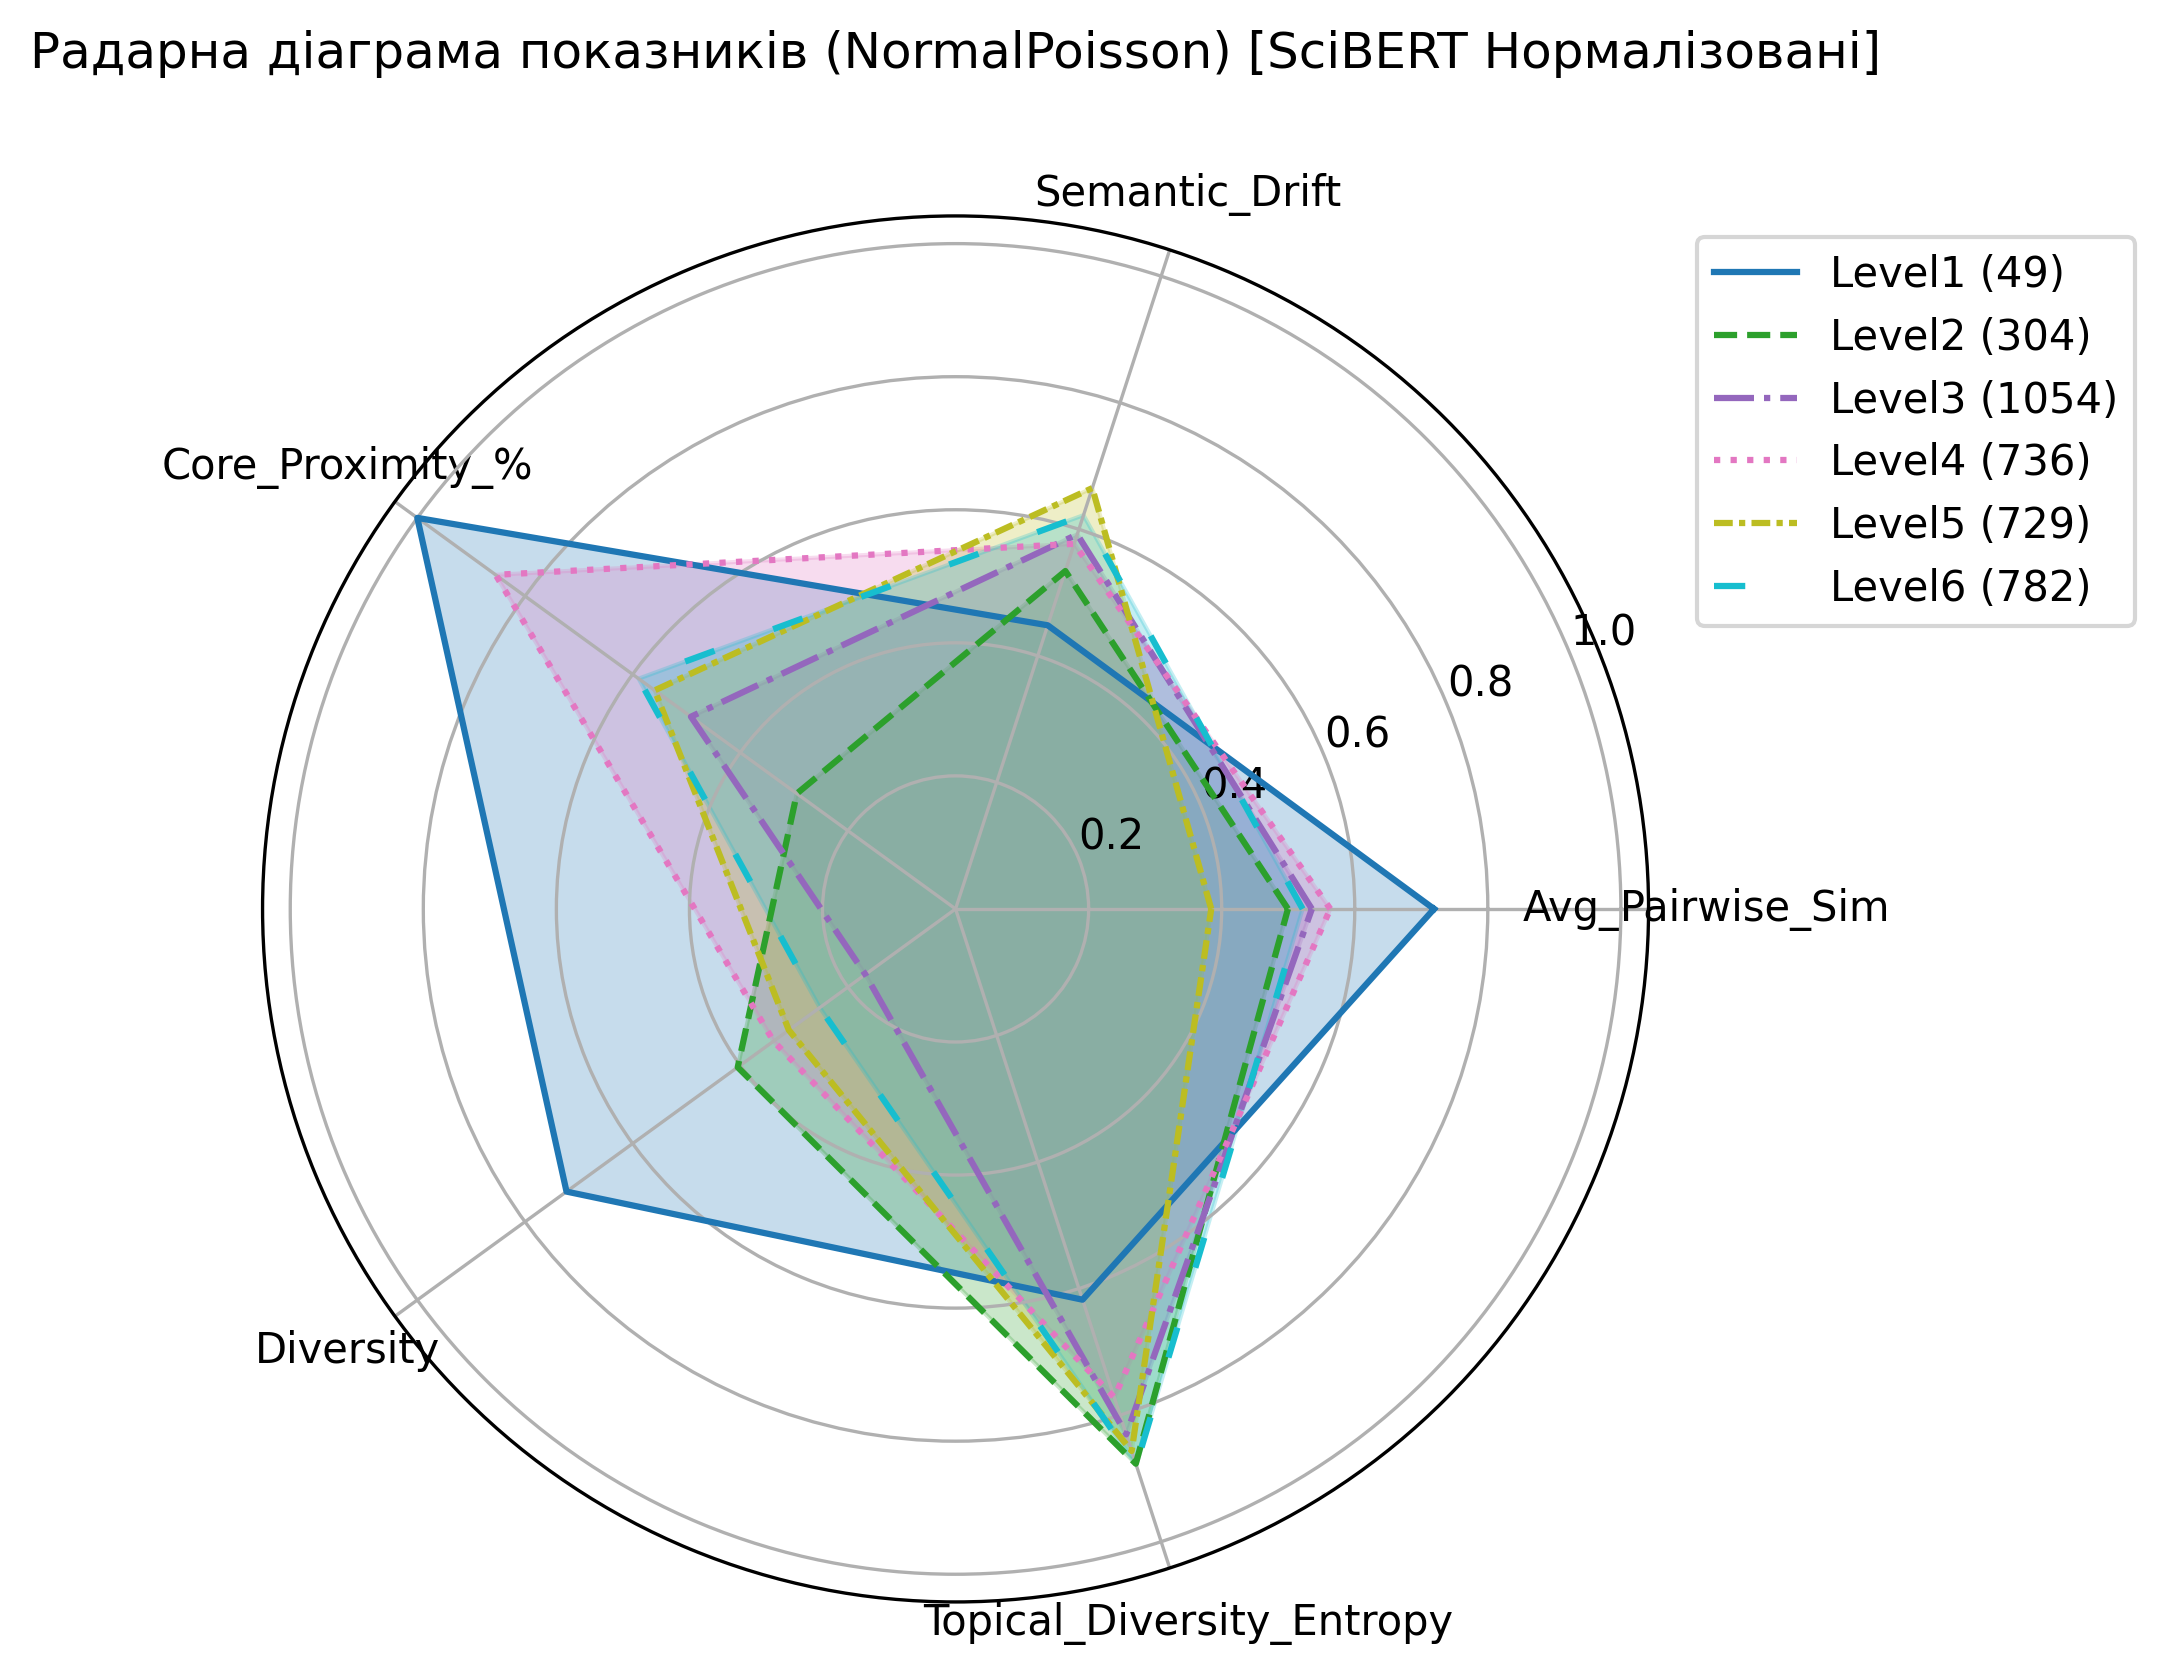 Радарна діаграма показників (NormalPoisson) [SciBERT Нормалізовані]
Semantic_Drift
Core_Proximity_%
Avg_Pairwise_Sim
Diversity
Topical_Diversity_Entropy
0.2
0.4
0.6
0.8
1.0
Level1 (49)
Level2 (304)
Level3 (1054)
Level4 (736)
Level5 (729)
Level6 (782)